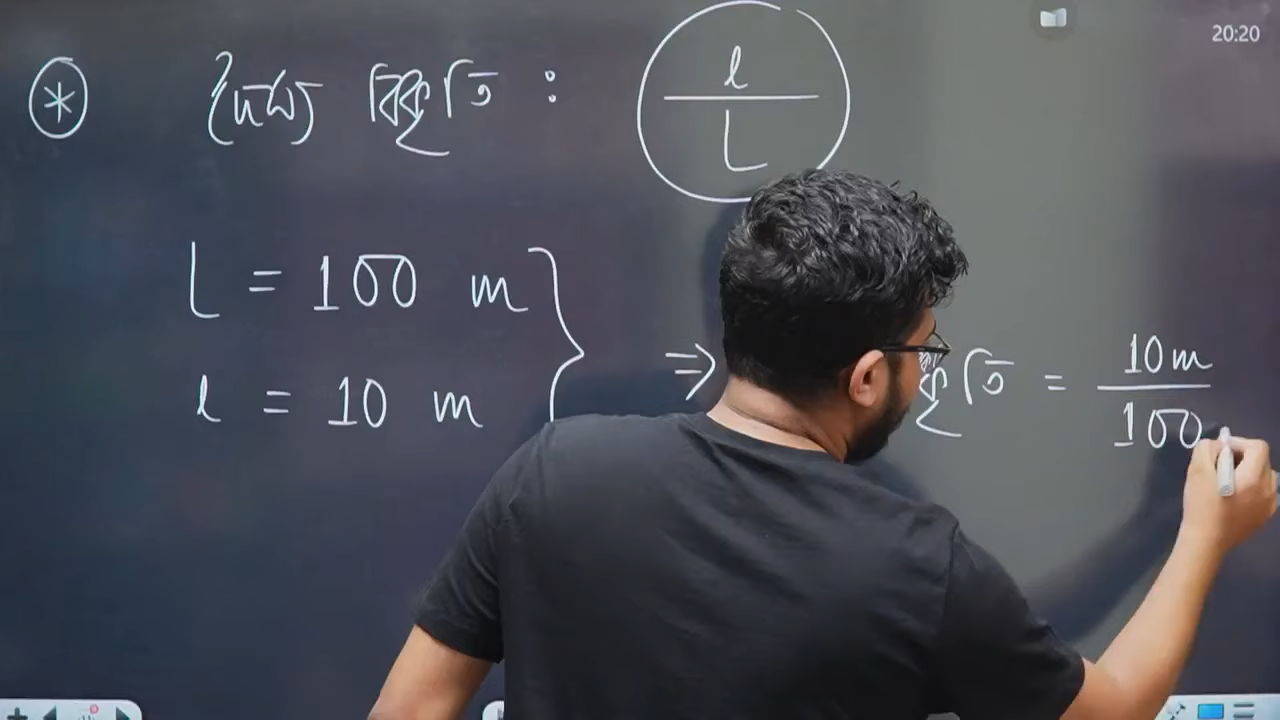 20:20
* দৈর্ঘ্য বিকৃতি : l/L
L = 100 m
l = 10 m
⇒ কৃতি = 10m/100